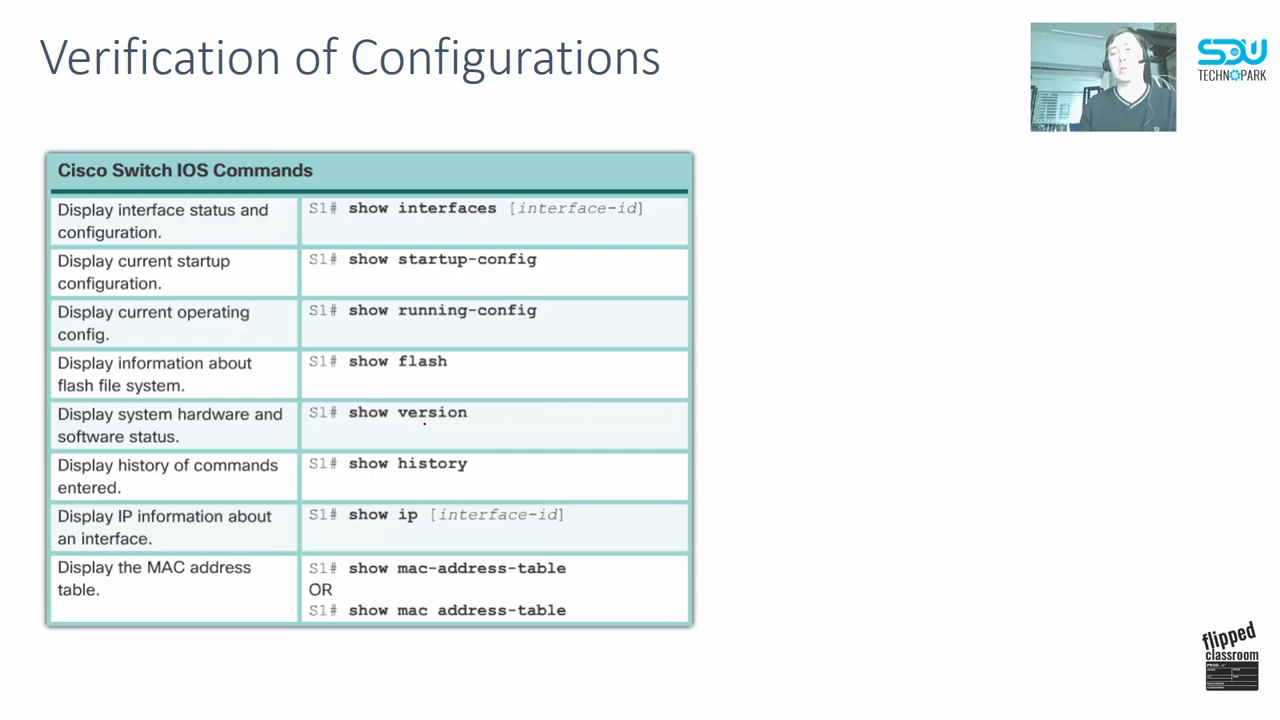 Verification of Configurations
SDU
TECHNOPARK
Cisco Switch IOS Commands
Display interface status and
configuration.
S1# show interfaces [interface-id]
Display current startup
configuration.
S1# show startup-config
Display current operating
config.
S1# show running-config
Display information about
flash file system.
S1# show flash
Display system hardware and
software status.
S1# show version
Display history of commands
entered.
S1# show history
Display IP information about
an interface.
S1# show ip [interface-id]
Display the MAC address
table.
S1# show mac-address-table
OR
S1# show mac address-table
flipped
classroom